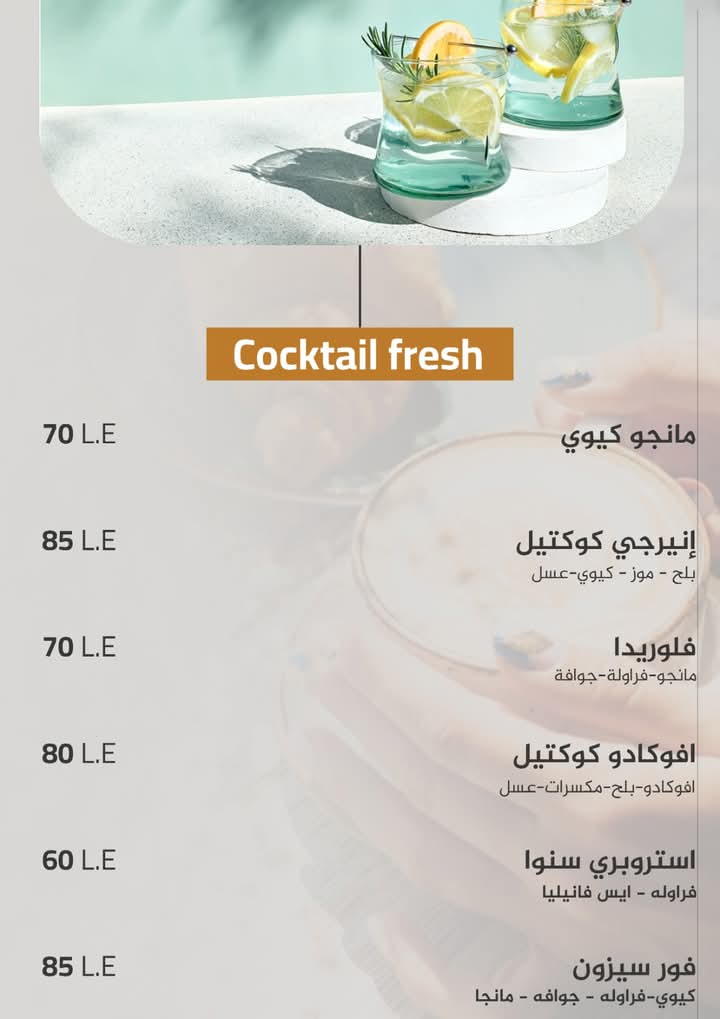 Cocktail fresh
مانجو كيوي 70 L.E
إنيرجي كوكتيل 85 L.E
بلح - موز - كيوي-عسل
فلوريدا 70 L.E
مانجو-فراولة-جوافة
افوكادو كوكتيل 80 L.E
افوكادو-بلح-مكسرات-عسل
استروبري سنوا 60 L.E
فراوله - ايس فانيليا
فور سيزون 85 L.E
كيوي-فراوله - جوافه - مانجا